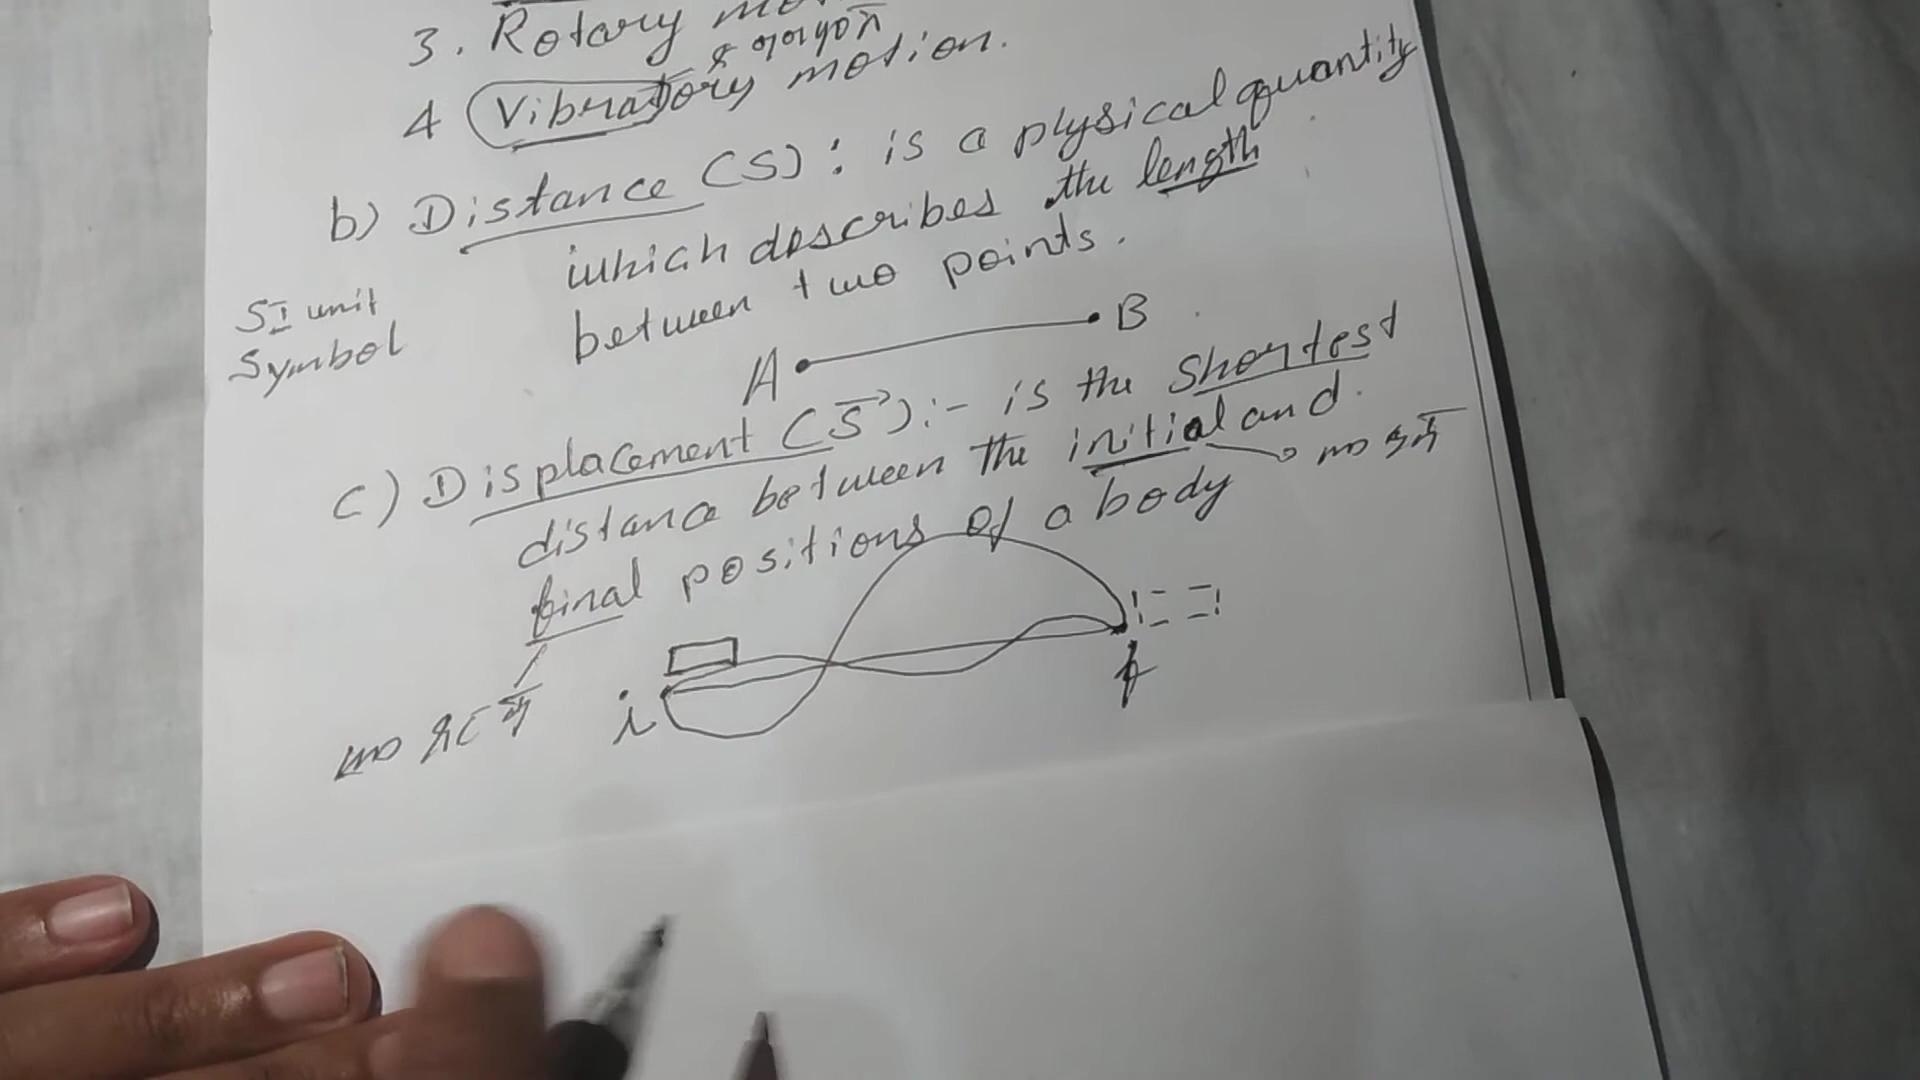 3. Rotary
4 Vibratory motion.
b) Distance (S) : is a physical quantity
which describes the length
between two points.
SI unit
Symbol
A B
c) Displacement (S⃗) :- is the shortest
distance between the initial and
final positions of a body
i f